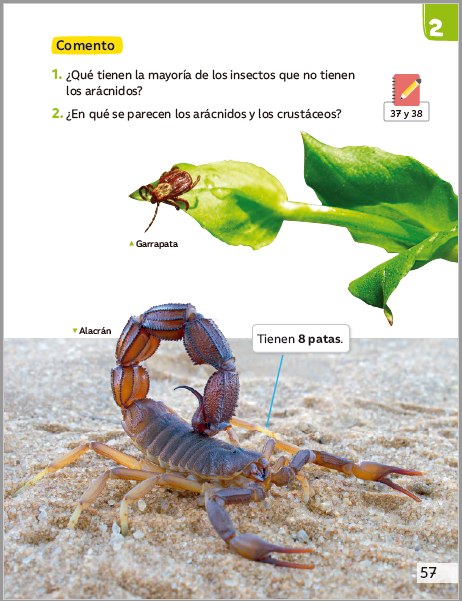 2
Comento
1. ¿Qué tienen la mayoría de los insectos que no tienen
los arácnidos?
2. ¿En qué se parecen los arácnidos y los crustáceos?
37 y 38
▲ Garrapata
▼ Alacrán
Tienen 8 patas.
57